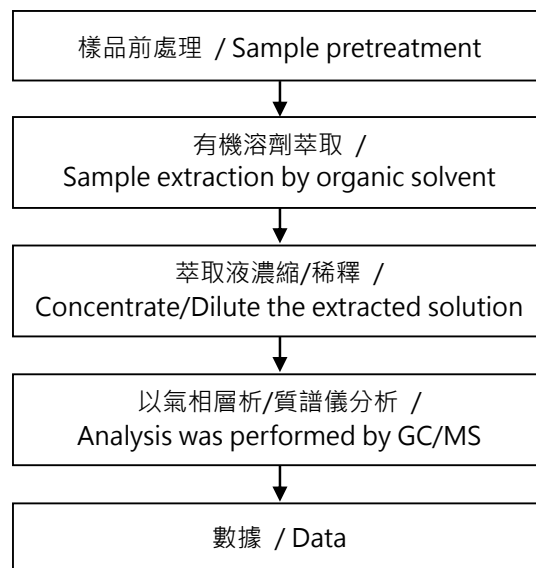 樣品前處理 / Sample pretreatment
有機溶劑萃取 /
Sample extraction by organic solvent
萃取液濃縮/稀釋 /
Concentrate/Dilute the extracted solution
以氣相層析/質譜儀分析 /
Analysis was performed by GC/MS
數據 / Data